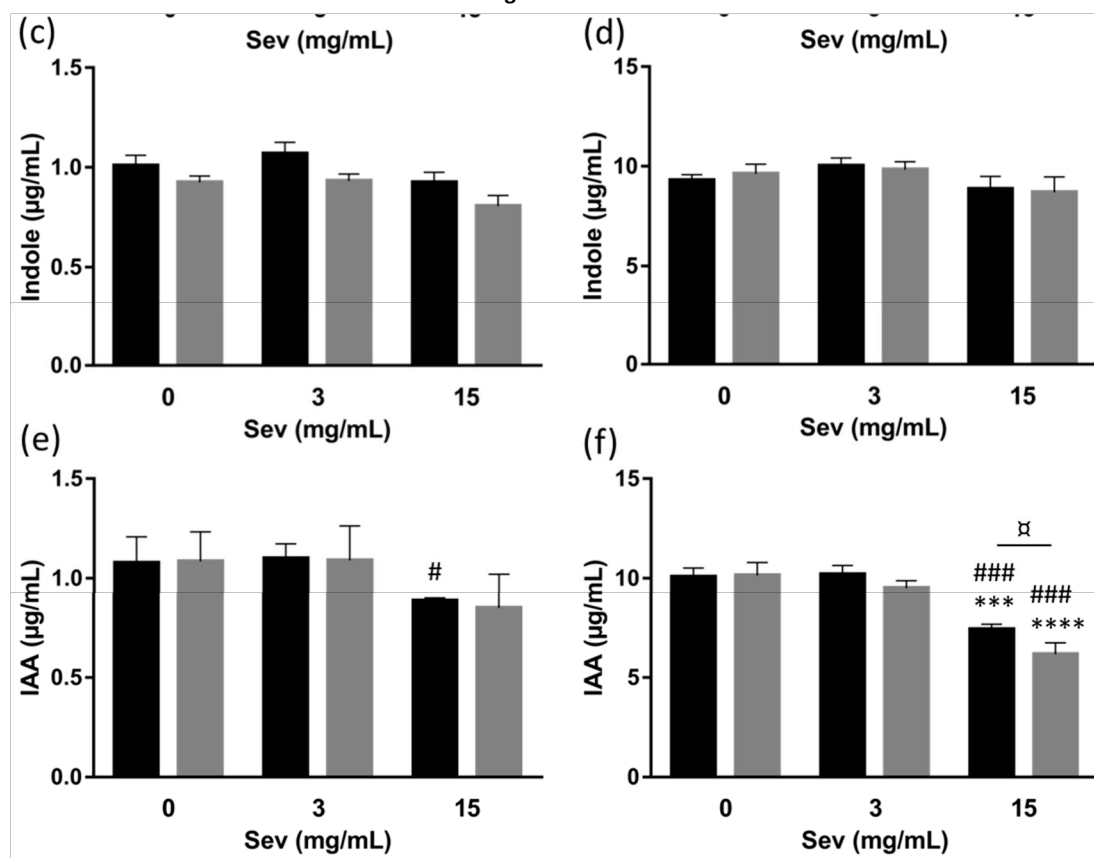 (c)
Sev (mg/mL)
Indole (µg/mL)
1.5
1.0
0.5
0.0
0 3 15
Sev (mg/mL)
(d)
Sev (mg/mL)
Indole (µg/mL)
15
10
5
0
0 3 15
Sev (mg/mL)
(e)
IAA (µg/mL)
1.5
1.0
0.5
0.0
#
0 3 15
Sev (mg/mL)
(f)
IAA (µg/mL)
15
10
5
0
¤
### ###
*** ****
0 3 15
Sev (mg/mL)